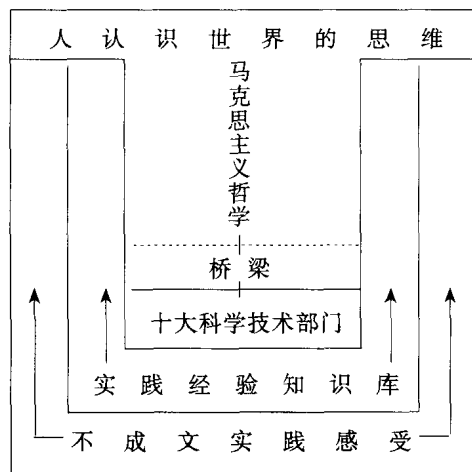 人认识世界的思维
马克思主义哲学
桥梁
十大科学技术部门
实践经验知识库
不成文实践感受